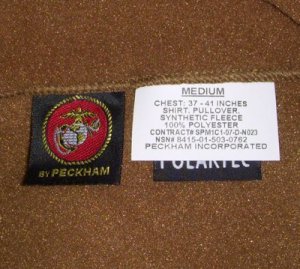 MEDIUM
CHEST: 37 - 41 INCHES
SHIRT, PULLOVER,
SYNTHETIC FLEECE
100% POLYESTER
CONTRACT# SPM1C1-07-D-N023
NSN# 8415-01-503-0762
PECKHAM INCORPORATED
POLARTEC
BY PECKHAM